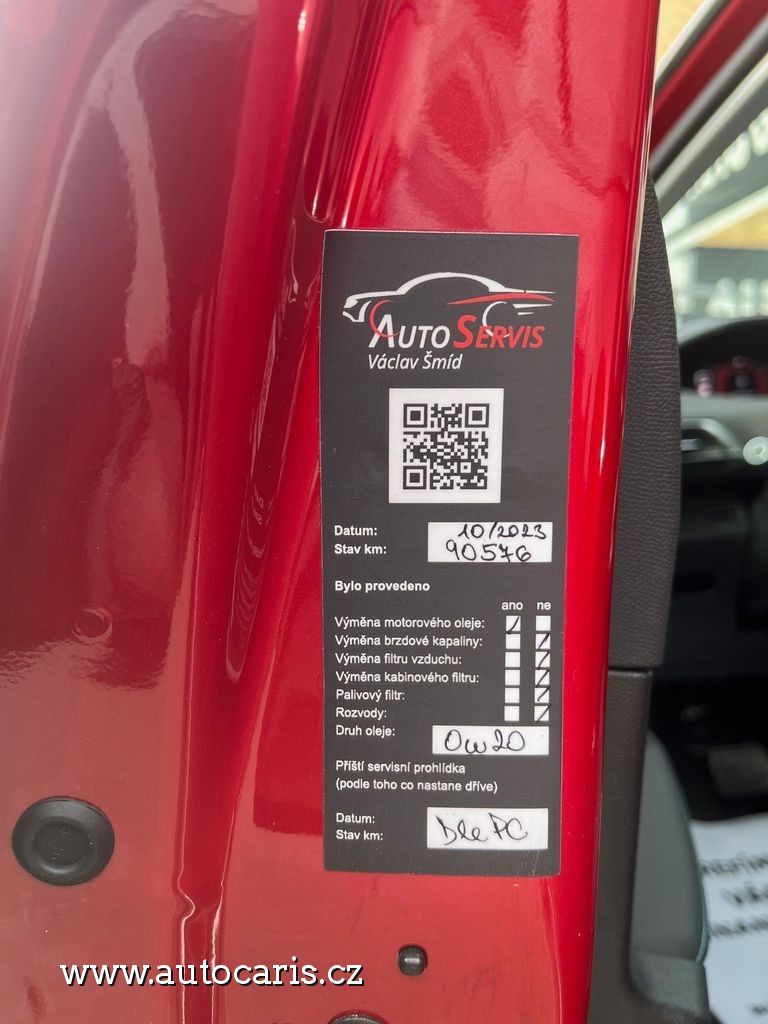 AUTO SERVIS
Václav Šmíd
Datum: 10/2023
Stav km: 90576
Bylo provedeno
ano ne
Výměna motorového oleje:
Výměna brzdové kapaliny:
Výměna filtru vzduchu:
Výměna kabinového filtru:
Palivový filtr:
Rozvody:
Druh oleje: 0w20
Příští servisní prohlídka
(podle toho co nastane dříve)
Datum:
Stav km: Dle PC
www.autocaris.cz